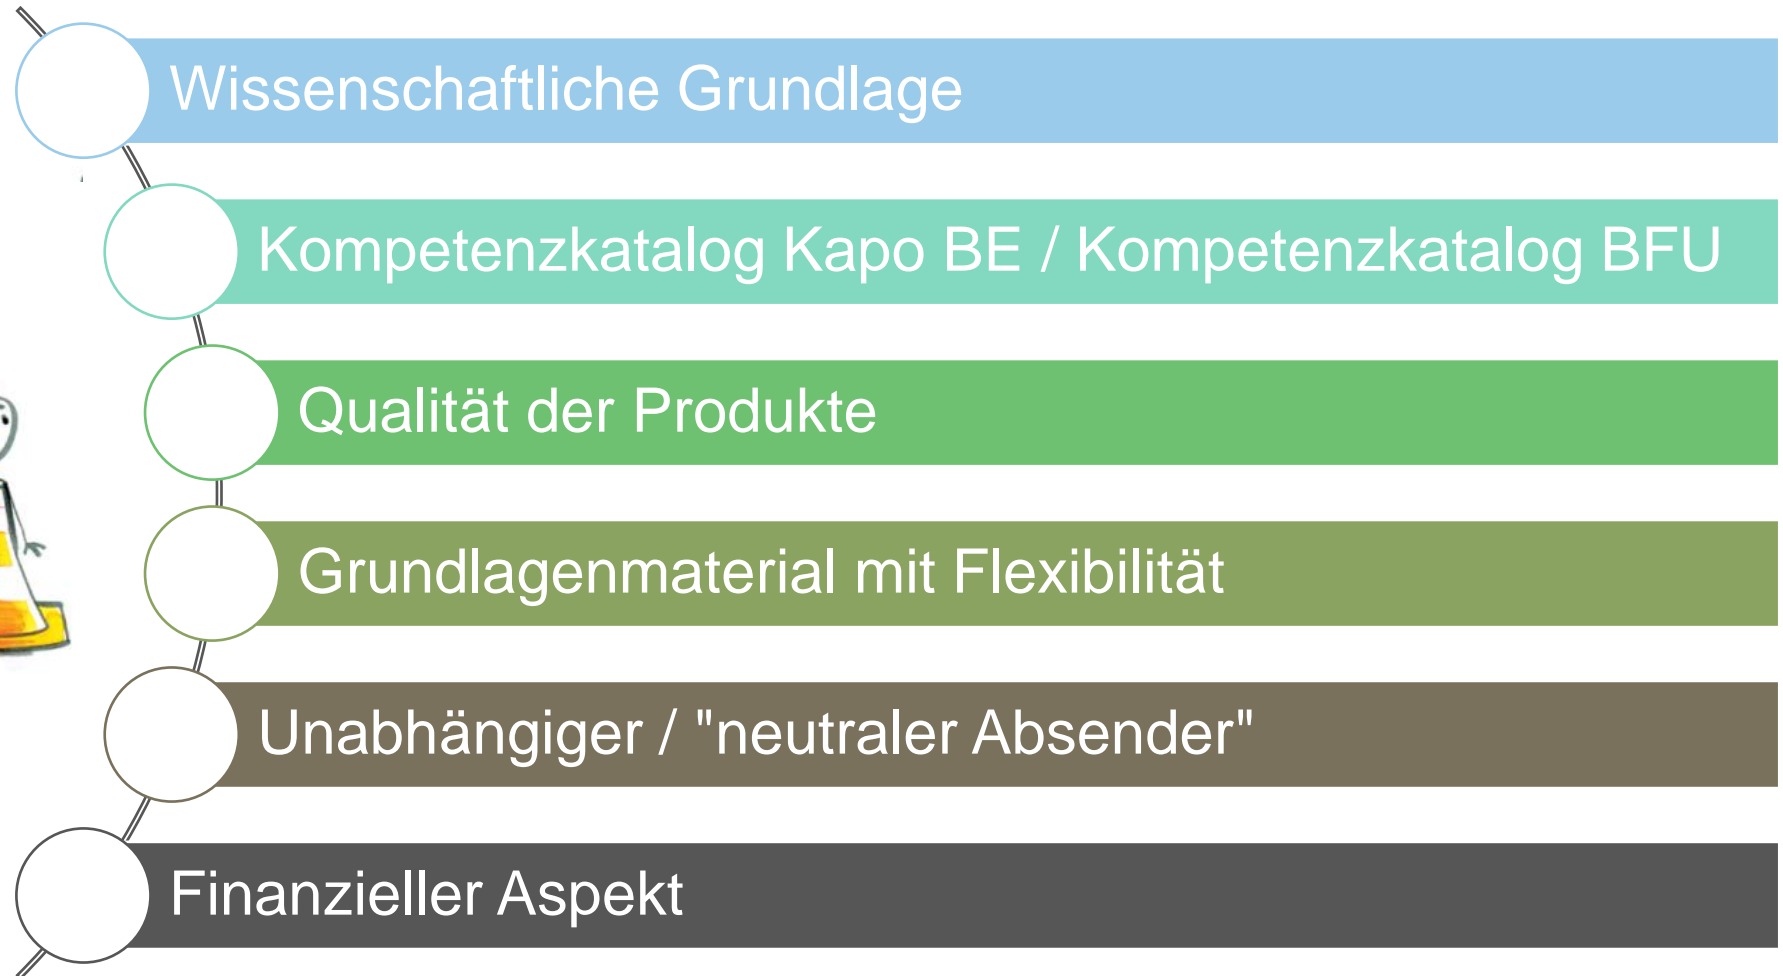 Wissenschaftliche Grundlage
Kompetenzkatalog Kapo BE / Kompetenzkatalog BFU
Qualität der Produkte
Grundlagenmaterial mit Flexibilität
Unabhängiger / "neutraler Absender"
Finanzieller Aspekt